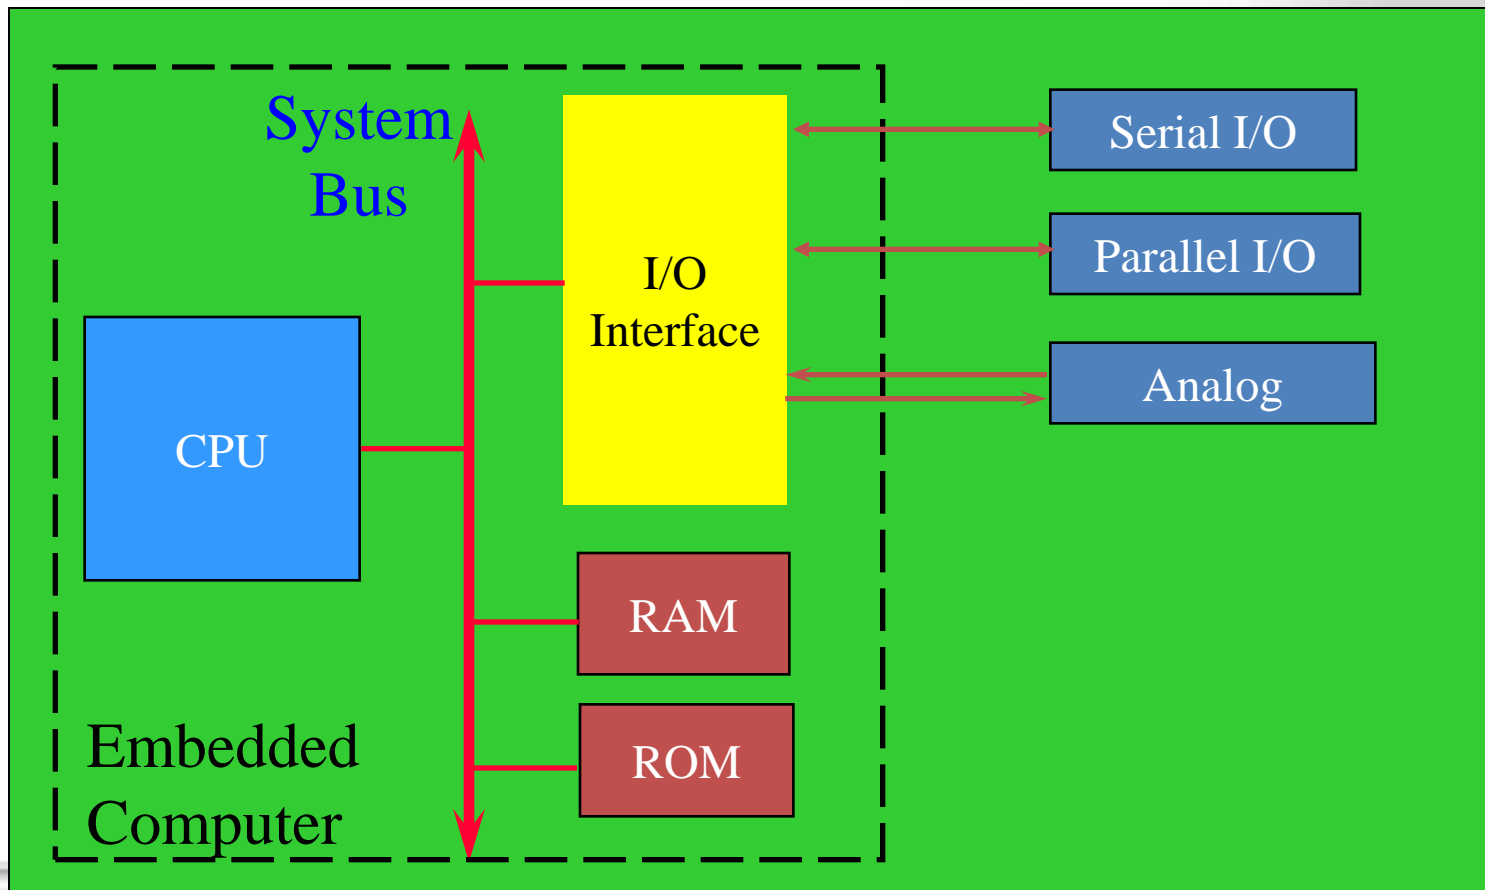 System
Bus
I/O
Interface
CPU
RAM
ROM
Embedded
Computer
Serial I/O
Parallel I/O
Analog